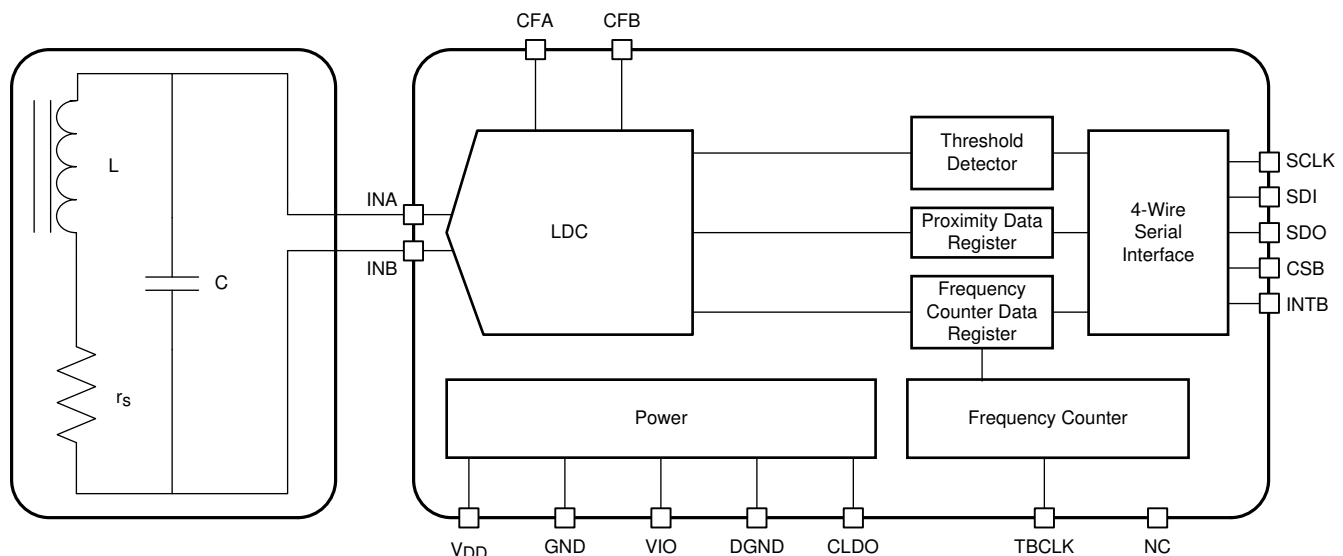 CFA
CFB
L
C
rS
INA
INB
LDC
Threshold
Detector
Proximity Data
Register
Frequency
Counter Data
Register
4-Wire
Serial
Interface
SCLK
SDI
SDO
CSB
INTB
Power
Frequency Counter
VDD
GND
VIO
DGND
CLDO
TBCLK
NC